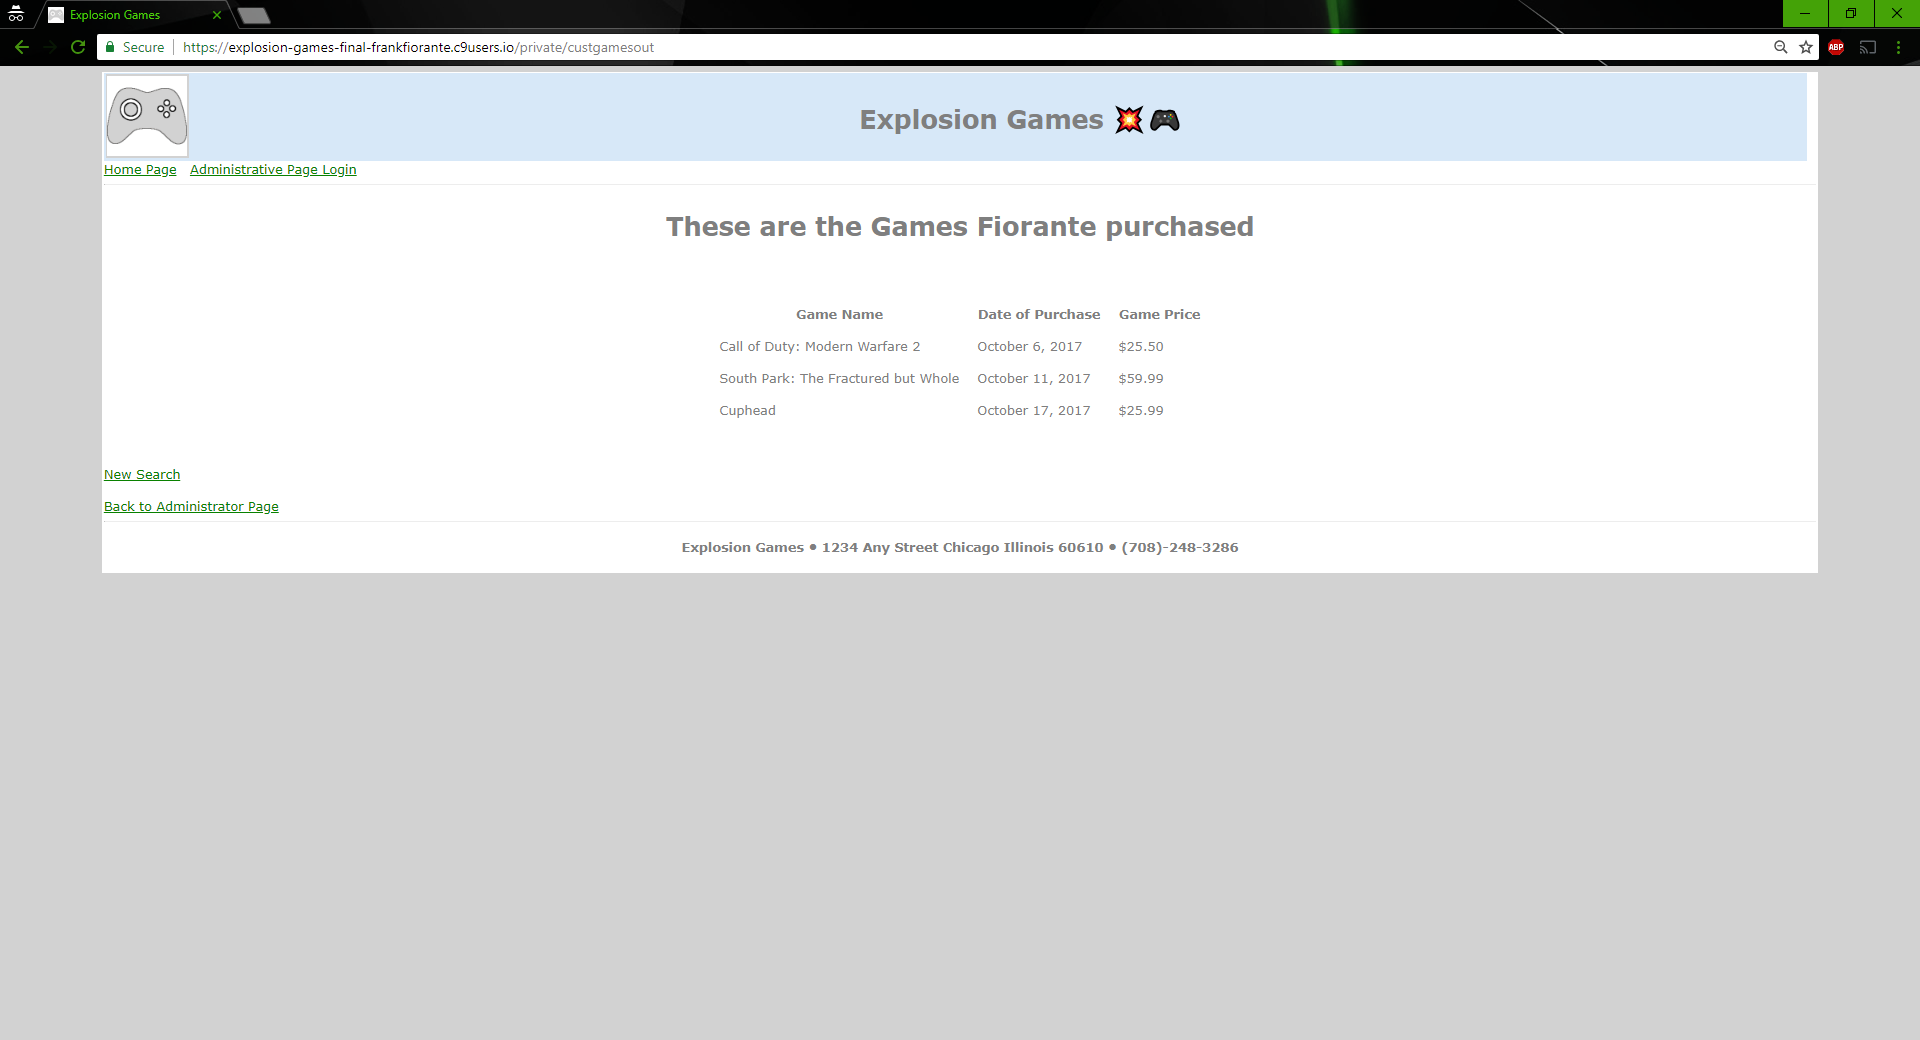 Explosion Games
Secure https://explosion-games-final-frankfiorante.c9users.io/private/custgamesout
ABP
Explosion Games 💥🎮
Home Page Administrative Page Login
These are the Games Fiorante purchased
Game Name Date of Purchase Game Price
Call of Duty: Modern Warfare 2 October 6, 2017 $25.50
South Park: The Fractured but Whole October 11, 2017 $59.99
Cuphead October 17, 2017 $25.99
New Search
Back to Administrator Page
Explosion Games • 1234 Any Street Chicago Illinois 60610 • (708)-248-3286